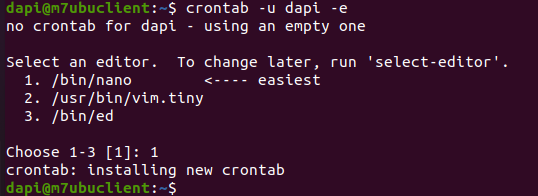 dapi@m7ubuclient:~$ crontab -u dapi -e
no crontab for dapi - using an empty one
Select an editor.  To change later, run 'select-editor'.
  1. /bin/nano        <---- easiest
  2. /usr/bin/vim.tiny
  3. /bin/ed
Choose 1-3 [1]: 1
crontab: installing new crontab
dapi@m7ubuclient:~$